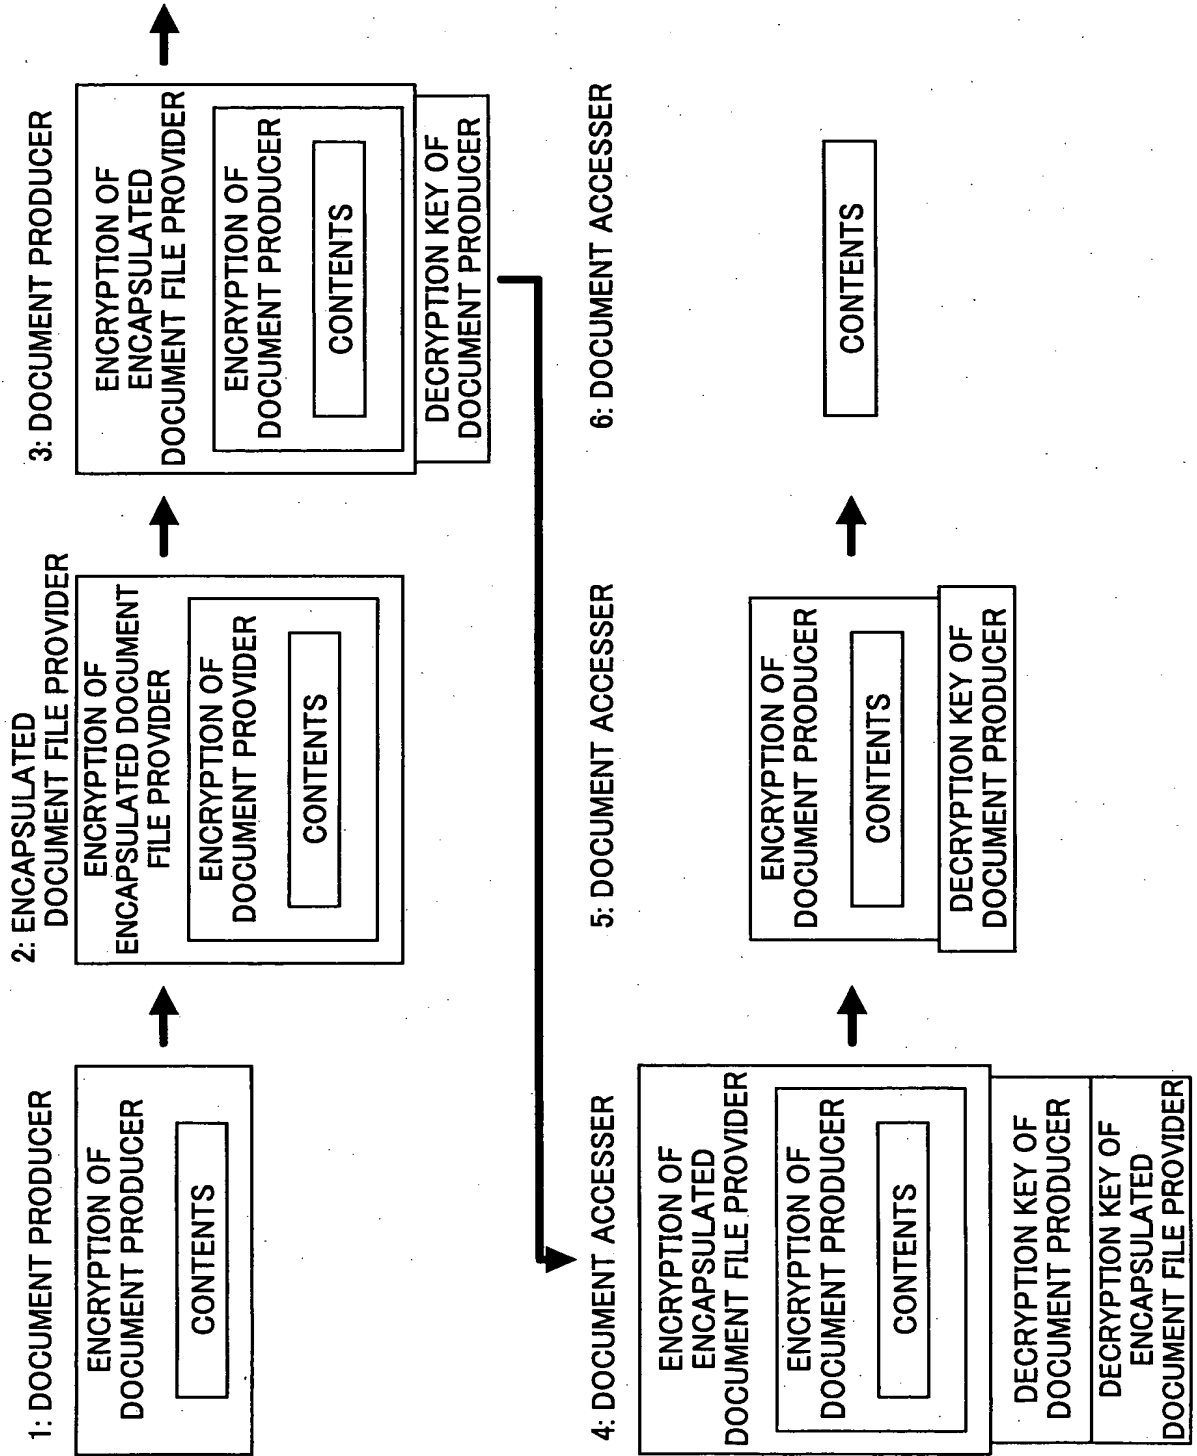 1: DOCUMENT PRODUCER
ENCRYPTION OF
DOCUMENT PRODUCER
CONTENTS
2: ENCAPSULATED
DOCUMENT FILE PROVIDER
ENCRYPTION OF
ENCAPSULATED DOCUMENT
FILE PROVIDER
ENCRYPTION OF
DOCUMENT PROVIDER
CONTENTS
3: DOCUMENT PRODUCER
ENCRYPTION OF
ENCAPSULATED
DOCUMENT FILE PROVIDER
ENCRYPTION OF
DOCUMENT PRODUCER
CONTENTS
DECRYPTION KEY OF
DOCUMENT PRODUCER
4: DOCUMENT ACCESSER
ENCRYPTION OF
ENCAPSULATED
DOCUMENT FILE PROVIDER
ENCRYPTION OF
DOCUMENT PRODUCER
CONTENTS
DECRYPTION KEY OF
DOCUMENT PRODUCER
DECRYPTION KEY OF
ENCAPSULATED
DOCUMENT FILE PROVIDER
5: DOCUMENT ACCESSER
ENCRYPTION OF
DOCUMENT PRODUCER
CONTENTS
DECRYPTION KEY OF
DOCUMENT PRODUCER
6: DOCUMENT ACCESSER
CONTENTS